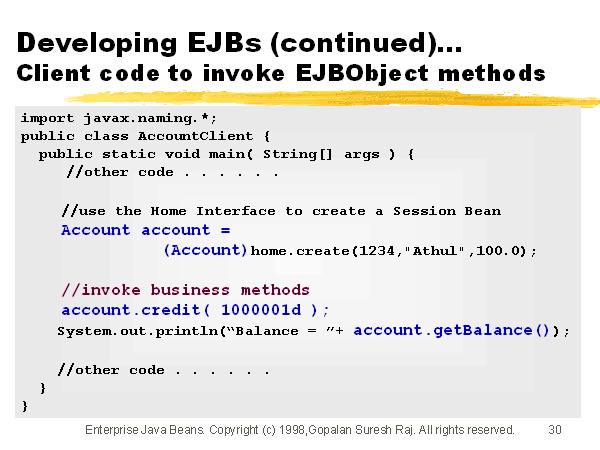 Developing EJBs (continued)...
Client code to invoke EJBObject methods
import javax.naming.*;
public class AccountClient {
public static void main( String[] args ) {
//other code . . . . . .
//use the Home Interface to create a Session Bean
Account account =
(Account)home.create(1234,"Athul",100.0);
//invoke business methods
account.credit( 1000001d );
System.out.println(“Balance = ”+ account.getBalance());
//other code . . . . . .
}
}
Enterprise Java Beans. Copyright (c) 1998,Gopalan Suresh Raj. All rights reserved. 30